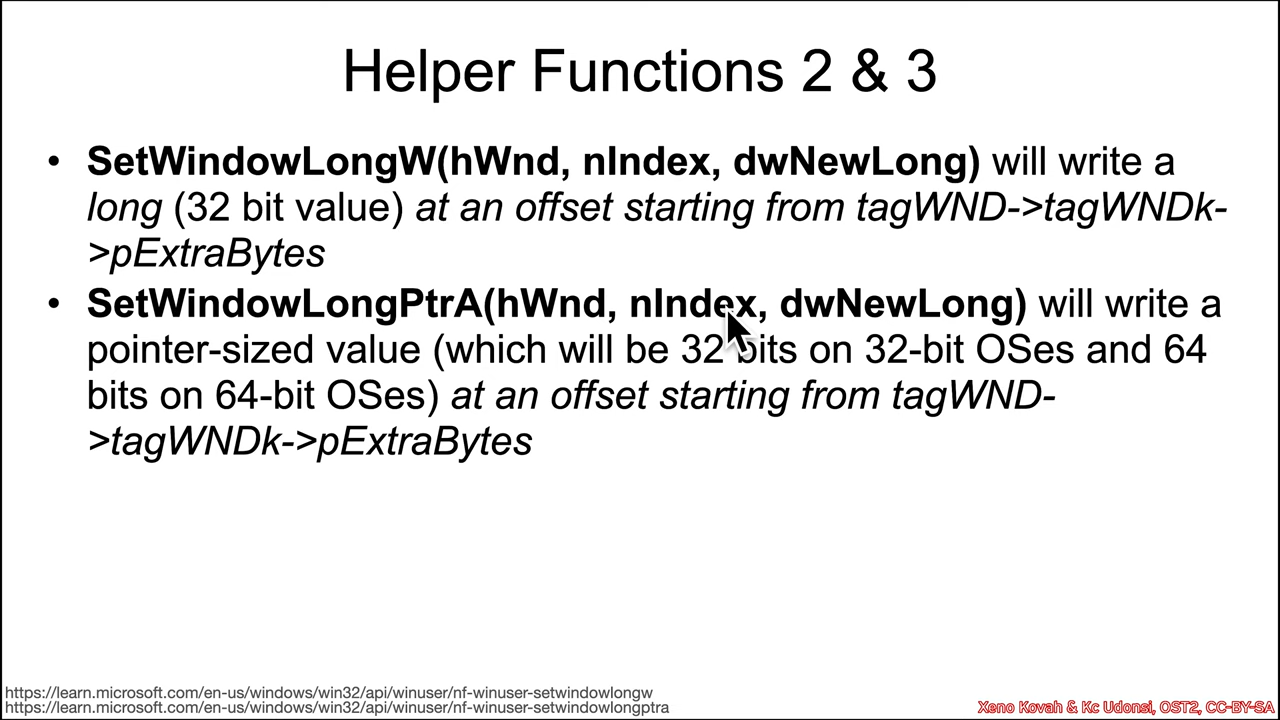 Helper Functions 2 & 3
• SetWindowLongW(hWnd, nIndex, dwNewLong) will write a
long (32 bit value) at an offset starting from tagWND->tagWNDk-
>pExtraBytes
• SetWindowLongPtrA(hWnd, nIndex, dwNewLong) will write a
pointer-sized value (which will be 32 bits on 32-bit OSes and 64
bits on 64-bit OSes) at an offset starting from tagWND-
>tagWNDk->pExtraBytes
https://learn.microsoft.com/en-us/windows/win32/api/winuser/nf-winuser-setwindowlongw
https://learn.microsoft.com/en-us/windows/win32/api/winuser/nf-winuser-setwindowlongptra
Xeno Kovah & Kc Udonsi, OST2, CC-BY-SA